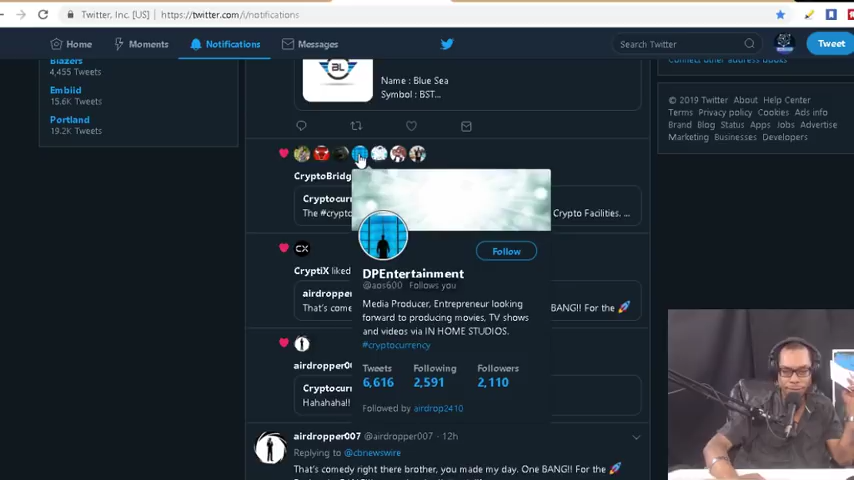 Twitter, Inc. [US] | https://twitter.com/i/notifications
Home Moments Notifications Messages Search Twitter Tweet
Blazers
4,455 Tweets
Embiid
15.6K Tweets
Portland
19.2K Tweets
BL
Name : Blue Sea
Symbol : BST...
© 2019 Twitter About Help Center
Terms Privacy policy Cookies Ads info
Brand Blog Status Apps Jobs Advertise
Businesses Developers
CryptoBridg
Cryptocur
The #crypto Crypto Facilities. ...
CX
CryptiX liked
airdropper
That's come BANG!! For the 🚀
airdropper0
Cryptocur
Hahahaha!!
Follow
DPEntertainment
@aos600 Follows you
Media Producer, Entrepreneur looking
forward to producing movies, TV shows
and videos via IN HOME STUDIOS.
#cryptocurrency
Tweets Following Followers
6,616 2,591 2,110
Followed by airdrop2410
airdropper007 @airdropper007 · 12h
Replying to @cbnewswire
That's comedy right there brother, you made my day. One BANG!! For the 🚀